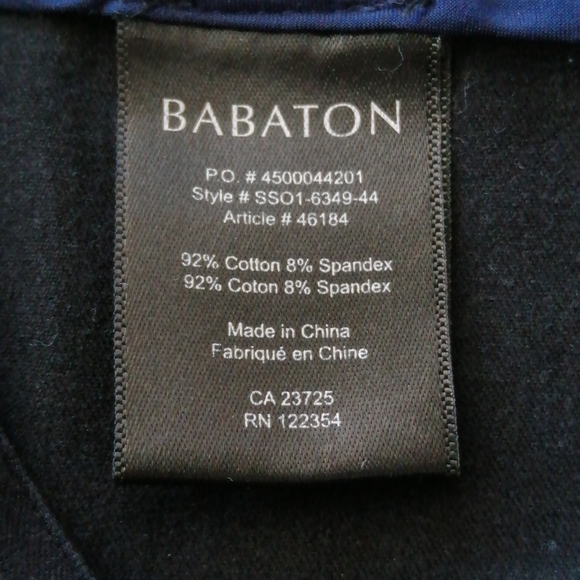 BABATON
P.O. # 4500044201
Style # SSO1-6349-44
Article # 46184
92% Cotton 8% Spandex
92% Coton 8% Spandex
Made in China
Fabriqué en Chine
CA 23725
RN 122354